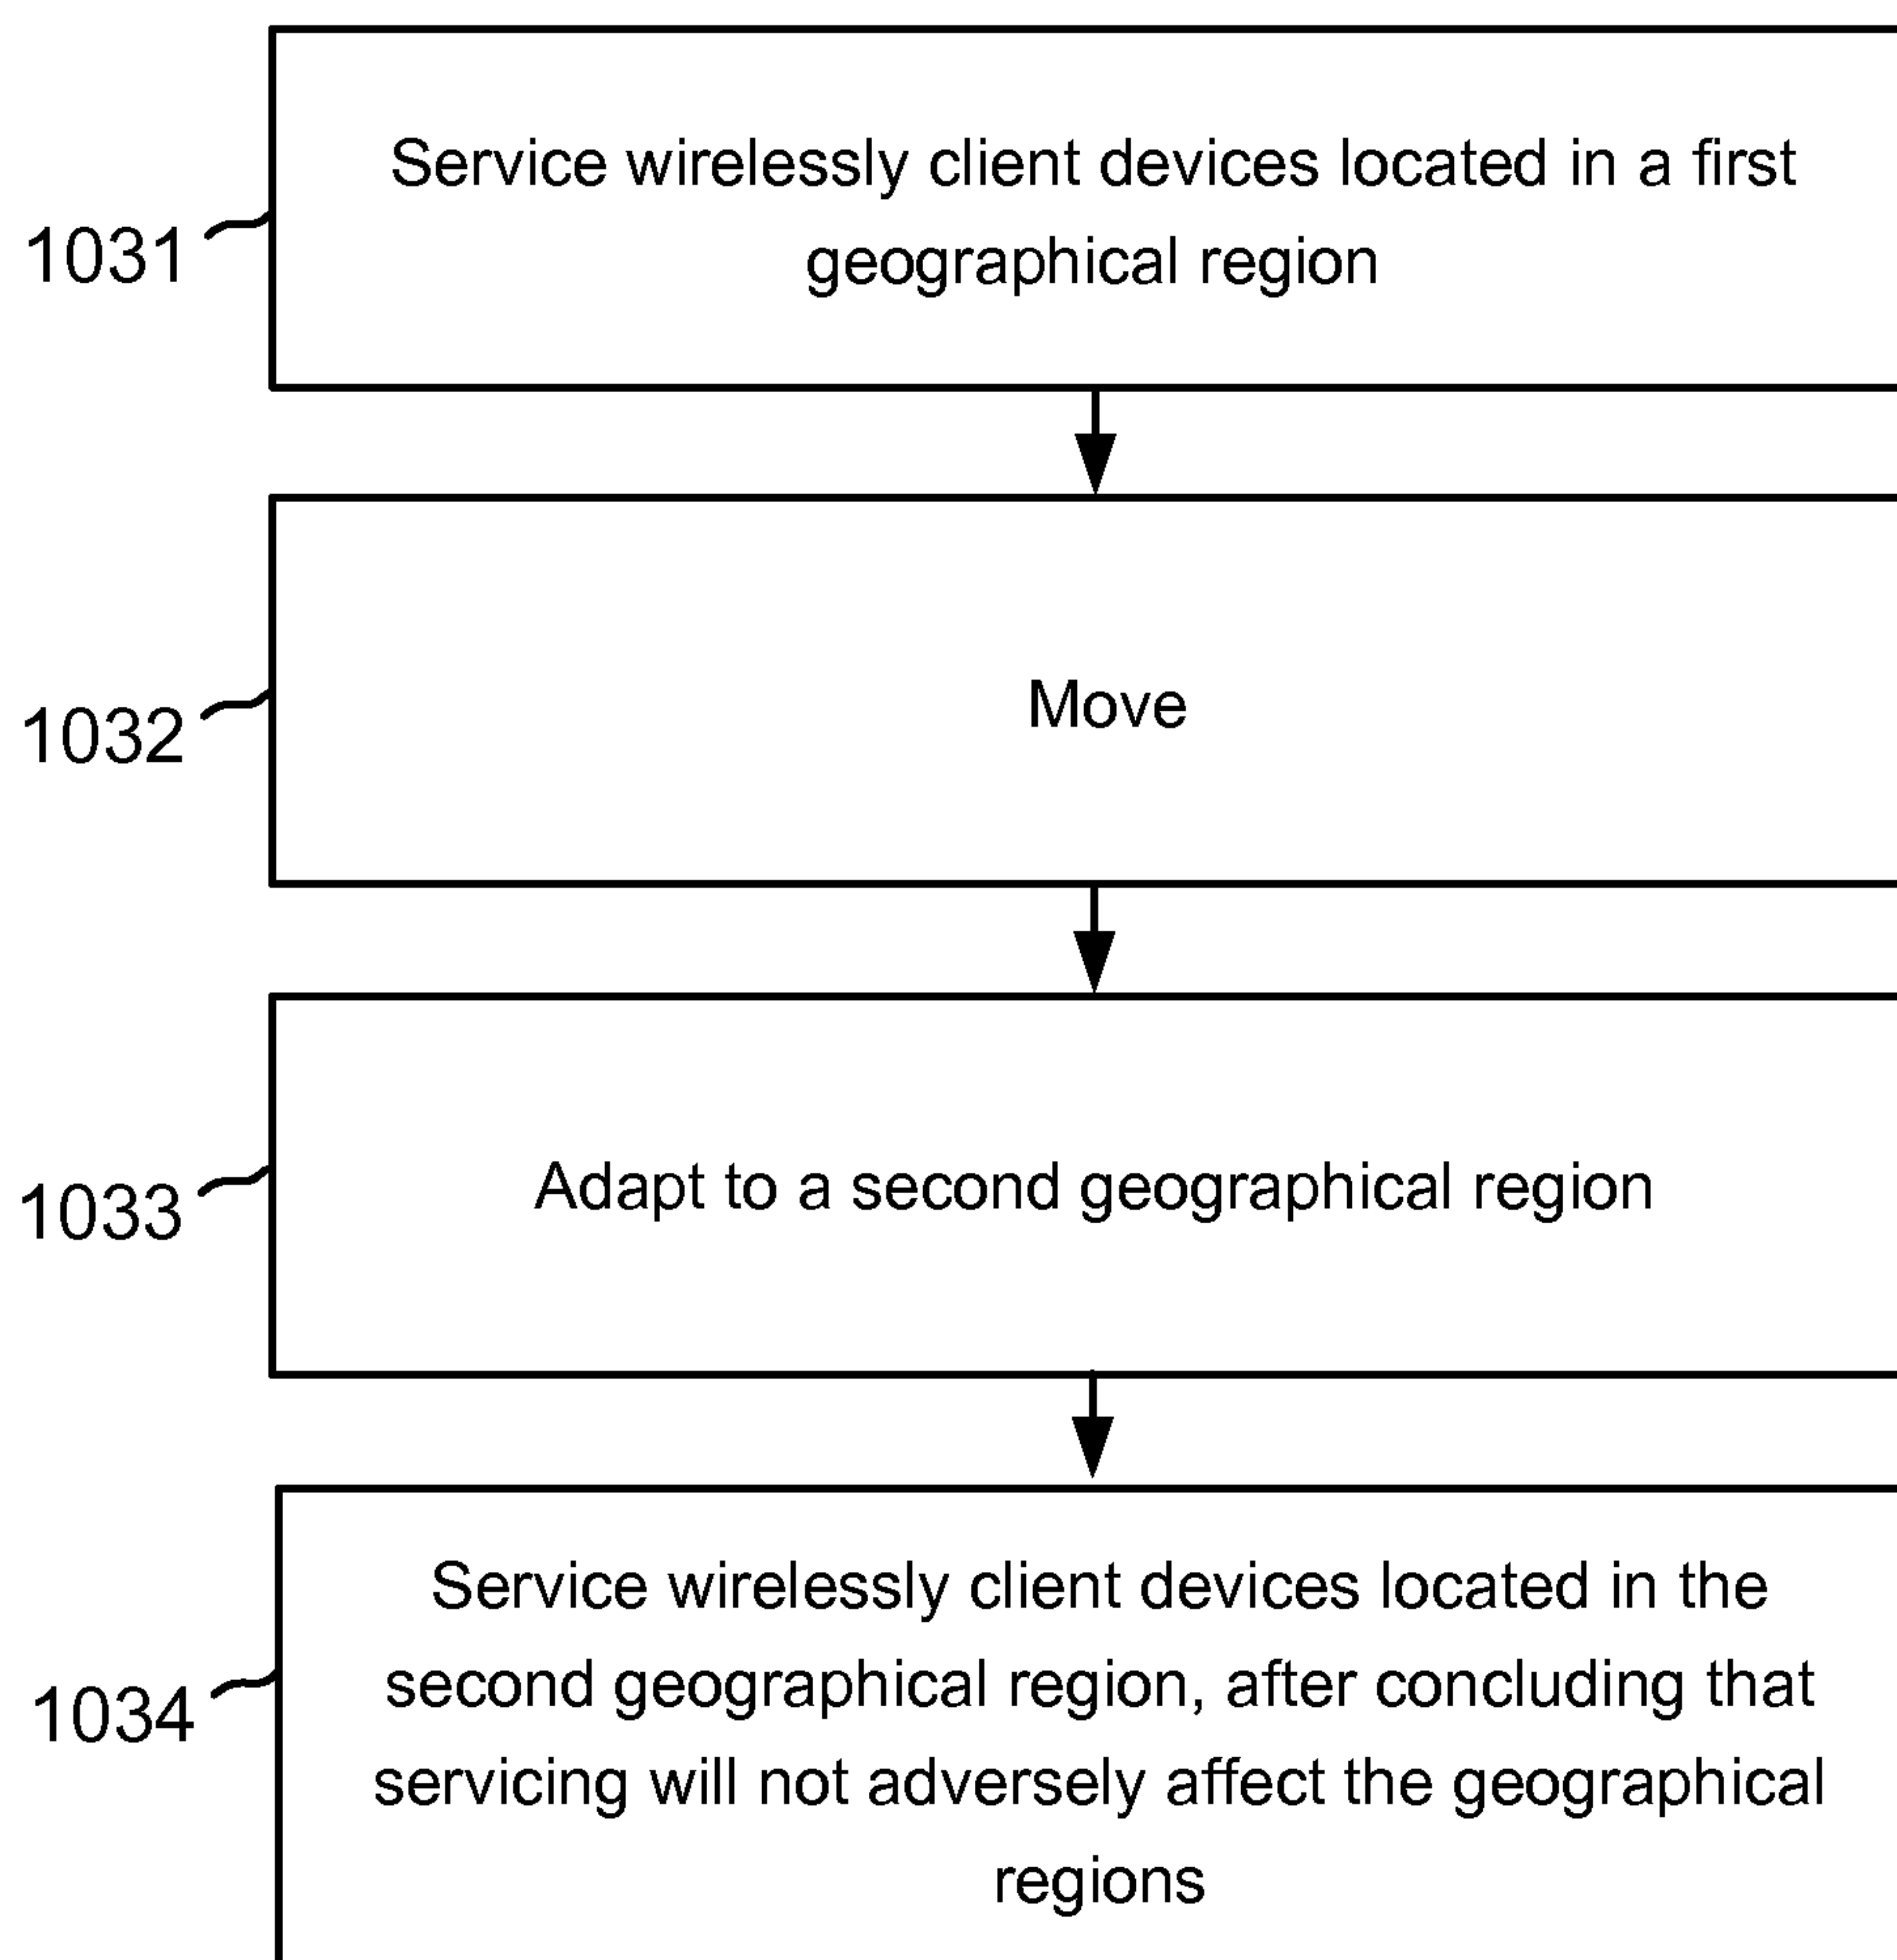 Service wirelessly client devices located in a first
geographical region
1031
Move
1032
Adapt to a second geographical region
1033
Service wirelessly client devices located in the
second geographical region, after concluding that
servicing will not adversely affect the geographical
regions
1034